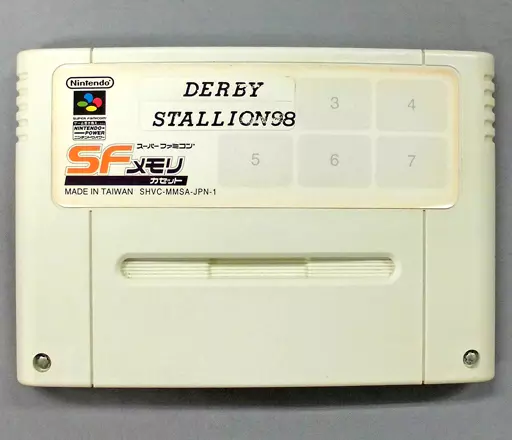 Nintendo
DERBY
STALLION98
3
4
SUPER FAMICOM
NINTENDO
POWER
5
6
7
スーパーファミコン
SFメモリ
カセット
MADE IN TAIWAN SHVC-MMSA-JPN-1